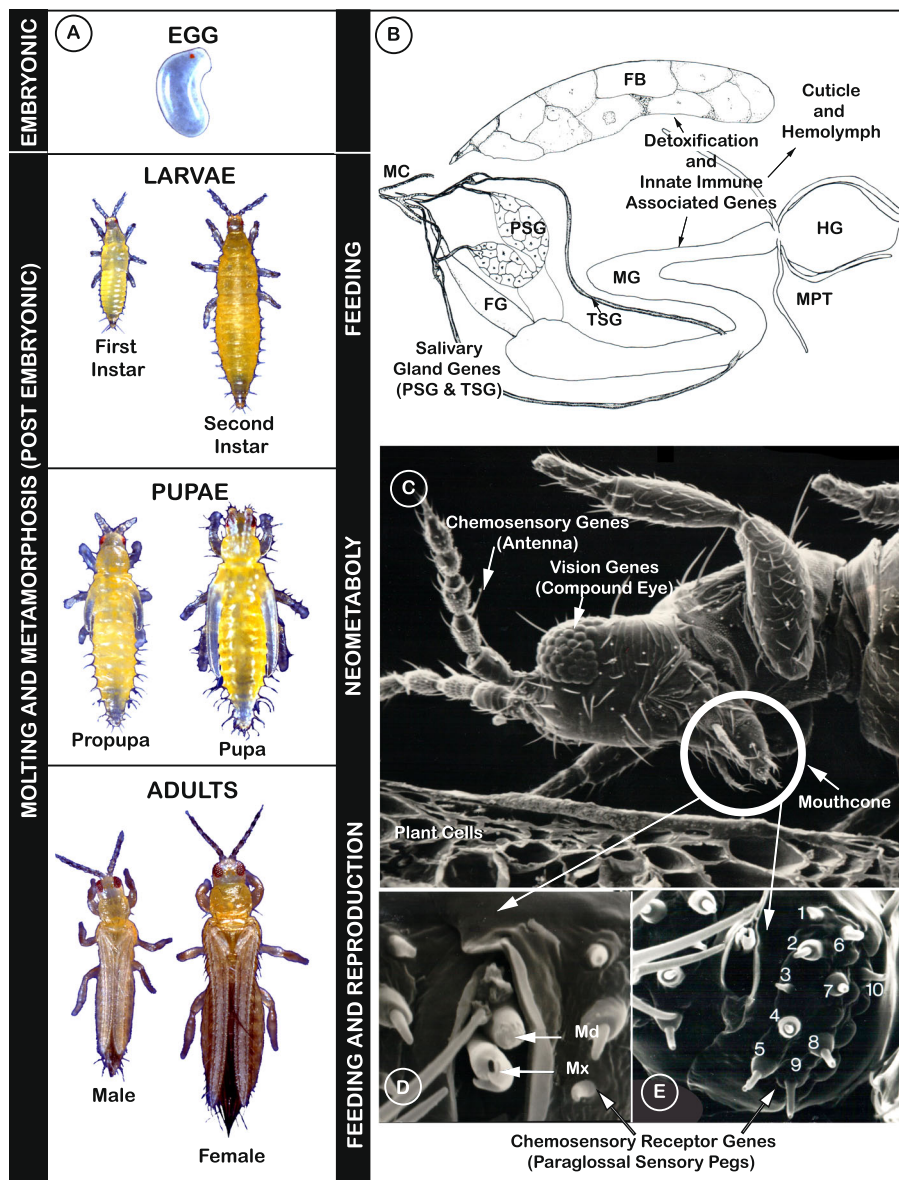 A
EMBRYONIC
EGG
MOLTING AND METAMORPHOSIS (POST EMBRYONIC)
FEEDING
LARVAE
First
Instar
Second
Instar
NEOMETABOLY
PUPAE
Propupa
Pupa
FEEDING AND REPRODUCTION
ADULTS
Male
Female
B
FB
Cuticle
and
Hemolymph
Detoxification
and
Innate Immune
Associated Genes
MC
PSG
HG
MG
FG
TSG
MPT
Salivary
Gland Genes
(PSG & TSG)
C
Chemosensory Genes
(Antenna)
Vision Genes
(Compound Eye)
Mouthcone
Plant Cells
D
Md
Mx
E
1
2
6
3
7
10
4
5
8
9
Chemosensory Receptor Genes
(Paraglossal Sensory Pegs)